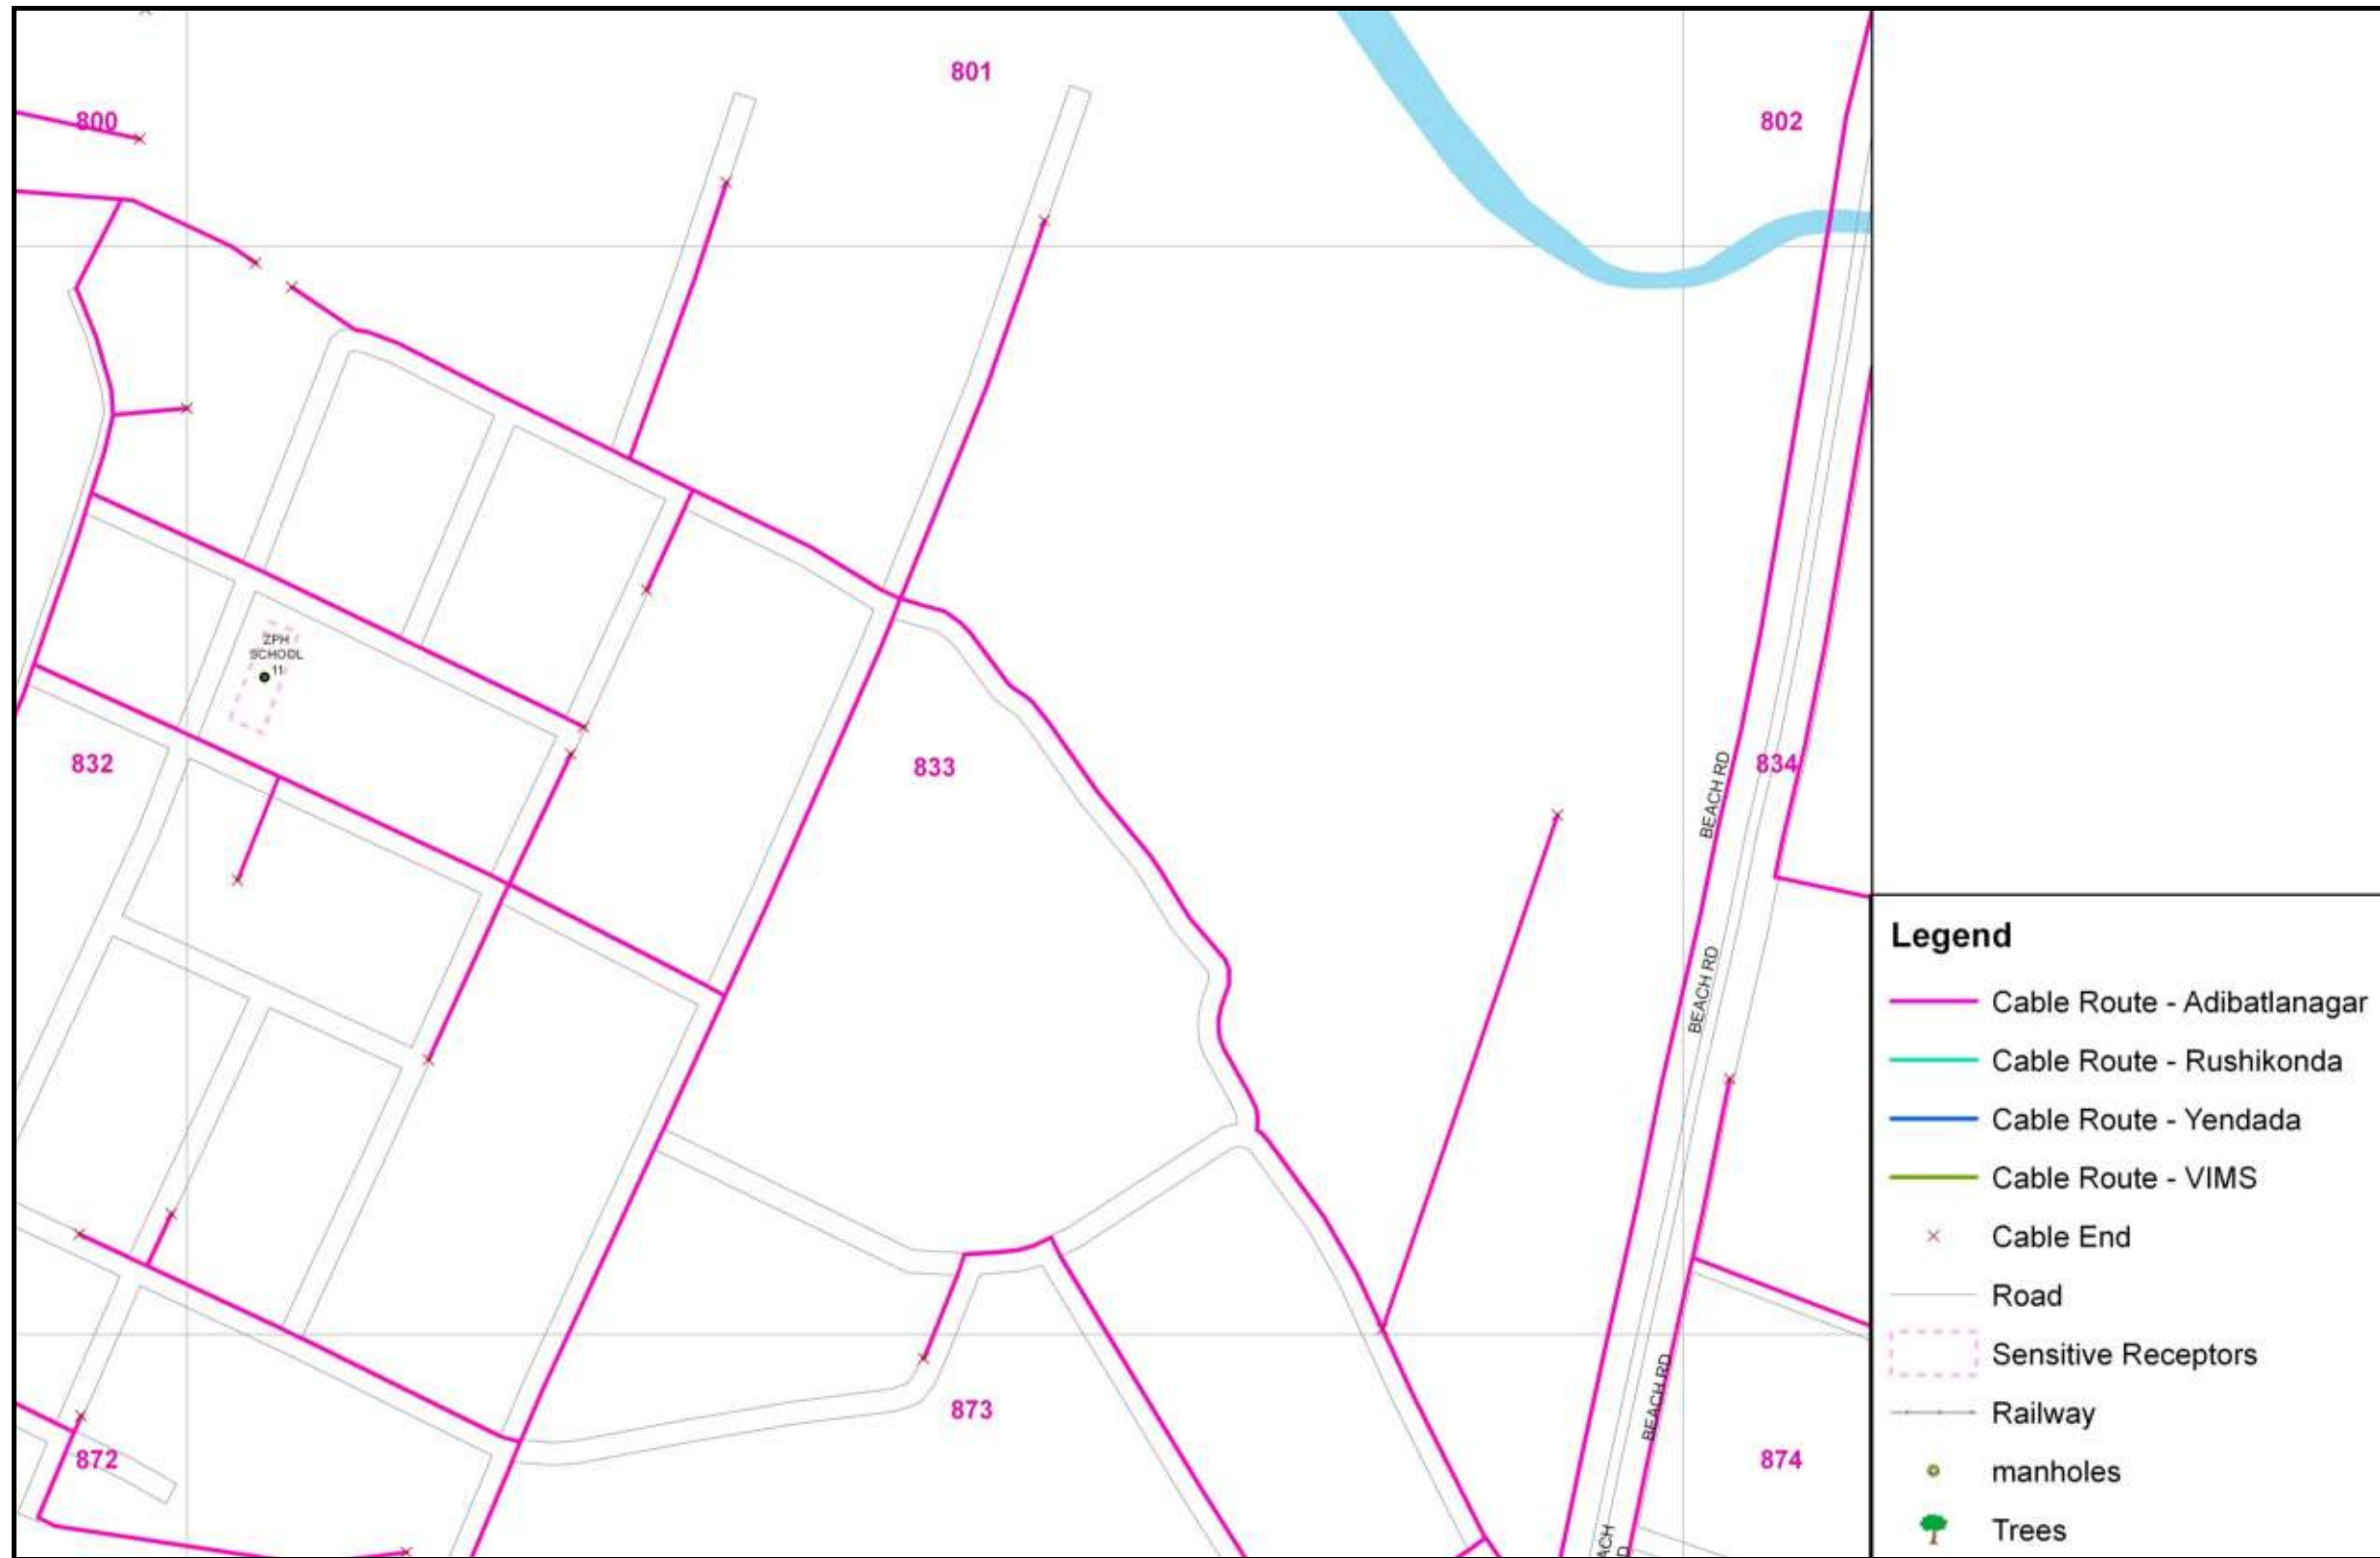 801
800
802
ZPH
SCHOOL
11
832
833
834
BEACH RD
BEACH RD
BEACH RD
873
872
874
Legend
Cable Route - Adibatlanagar
Cable Route - Rushikonda
Cable Route - Yendada
Cable Route - VIMS
Cable End
Road
Sensitive Receptors
Railway
manholes
Trees